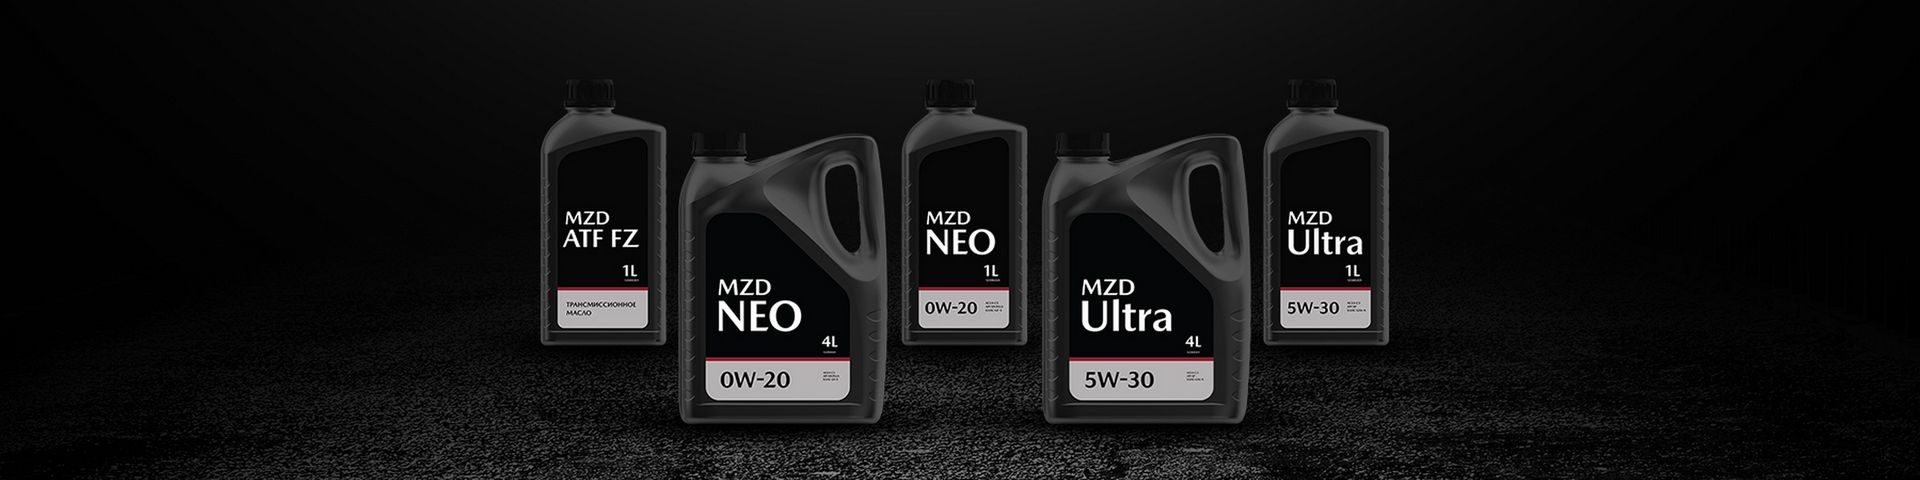 MZD
ATF FZ
1L
ТРАНСМИССИОННОЕ
МАСЛО
MZD
NEO
4L
0W-20
MZD
NEO
1L
0W-20
MZD
Ultra
4L
5W-30
MZD
Ultra
1L
5W-30